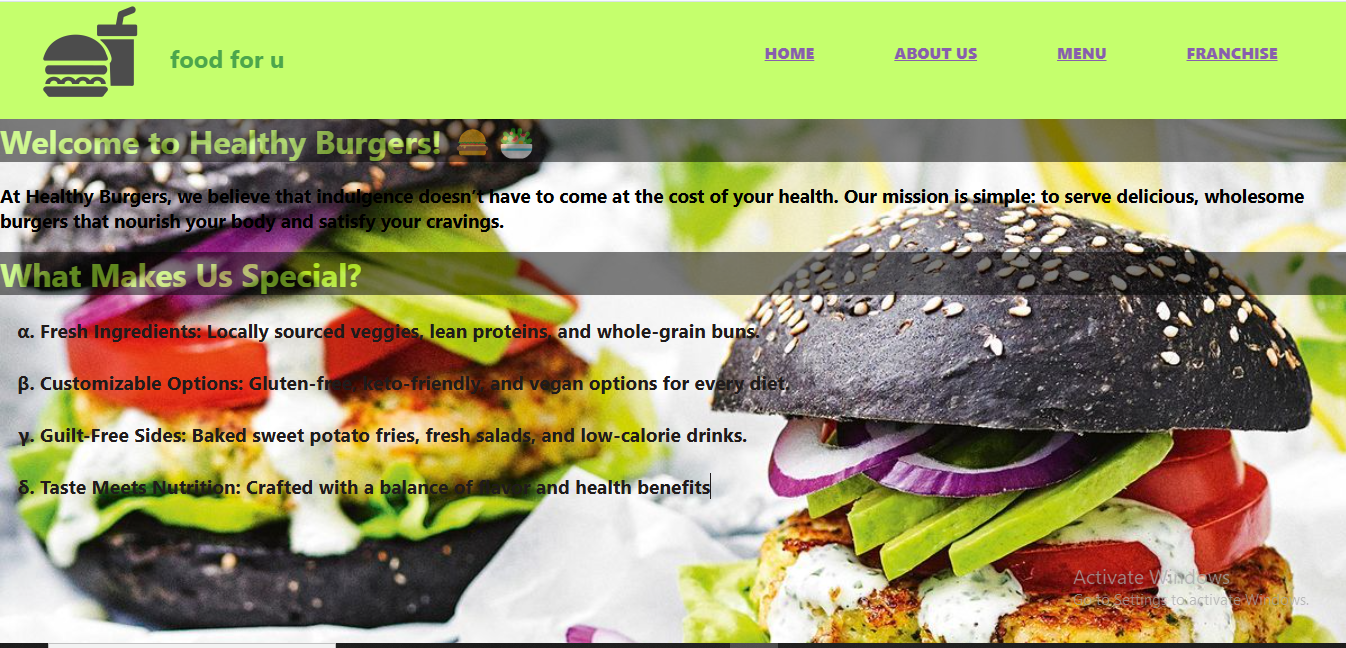 food for u
HOME ABOUT US MENU FRANCHISE
Welcome to Healthy Burgers! 🍔 🥗
At Healthy Burgers, we believe that indulgence doesn't have to come at the cost of your health. Our mission is simple: to serve delicious, wholesome
burgers that nourish your body and satisfy your cravings.
What Makes Us Special?
α. Fresh Ingredients: Locally sourced veggies, lean proteins, and whole-grain buns.
β. Customizable Options: Gluten-free, keto-friendly, and vegan options for every diet.
γ. Guilt-Free Sides: Baked sweet potato fries, fresh salads, and low-calorie drinks.
δ. Taste Meets Nutrition: Crafted with a balance of flavor and health benefits
Activate Windows
Go to Settings to activate Windows.